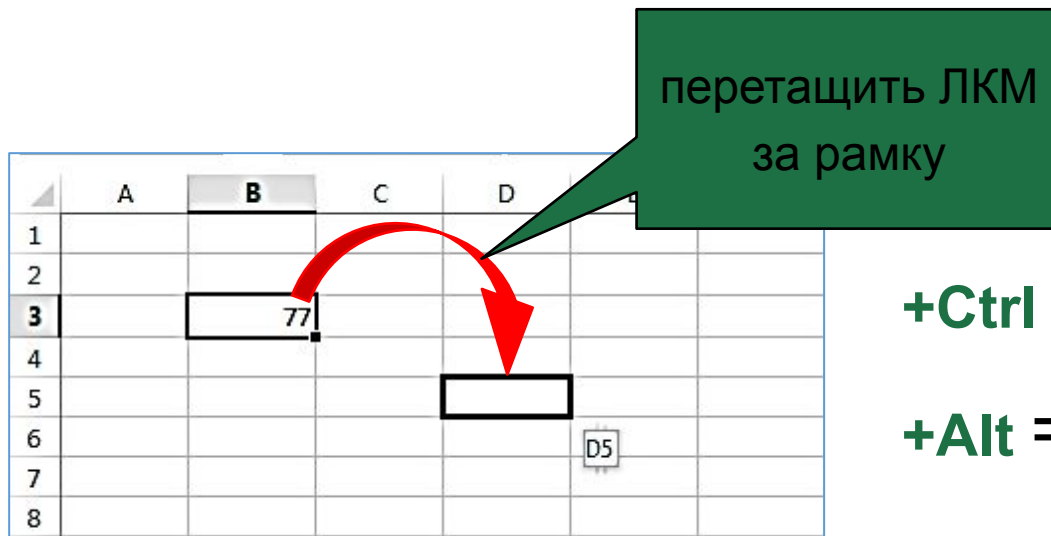 перетащить ЛКМ
за рамку
A B C D
1
2
3 77
4
5
6 D5
7
8
+Ctrl
+Alt =